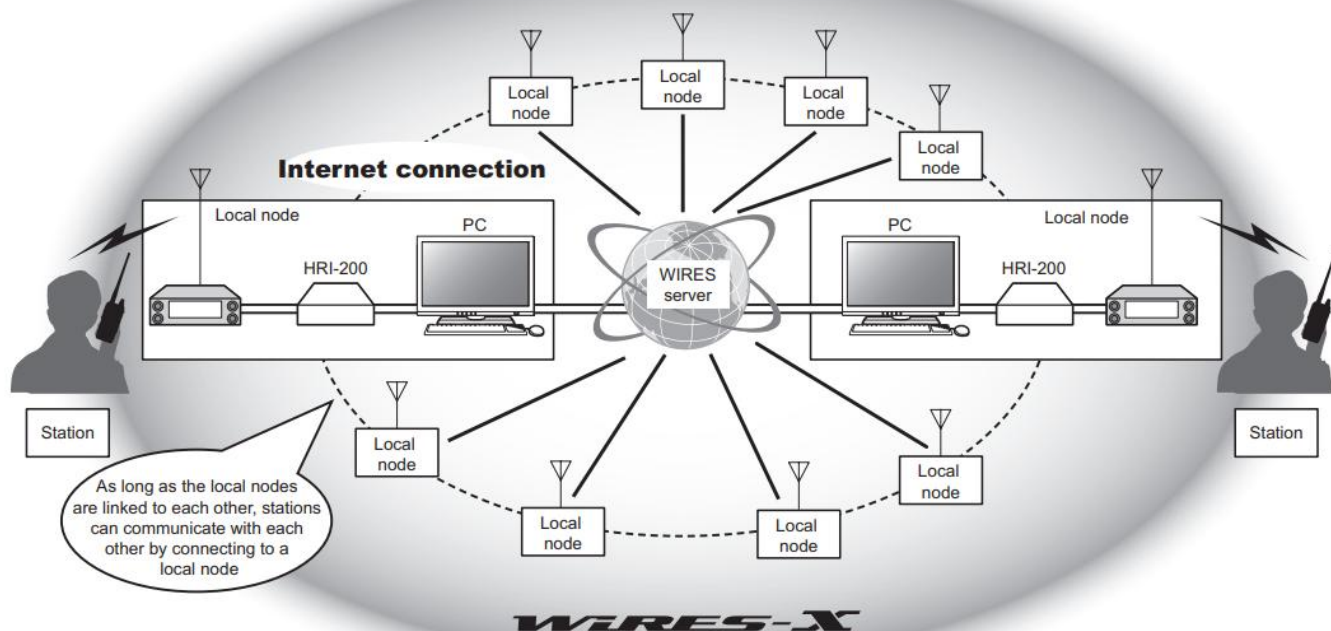 Local
node
Local
node
Local
node
Local
node
Internet connection
Local node
PC
HRI-200
WIRES
server
PC
Local node
HRI-200
Station
Station
Local
node
Local
node
Local
node
Local
node
As long as the local nodes
are linked to each other, stations
can communicate with each
other by connecting to a
local node
WIRES-X